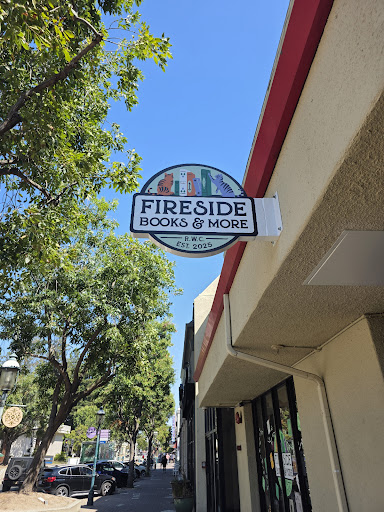 FIRESIDE
BOOKS & MORE
R.W.C.
EST. 2025